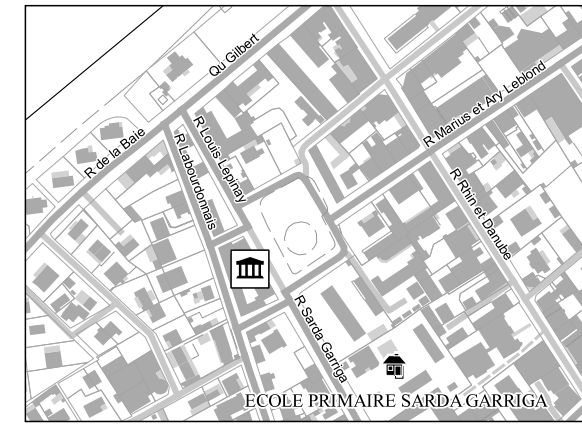 Qu Gilbert
R Marius et Ary Leblond
R de la Baie
R Louis Lepinay
R Labourdonnais
R Rhin et Danube
R Sarda Garriga
ECOLE PRIMAIRE SARDA GARRIGA